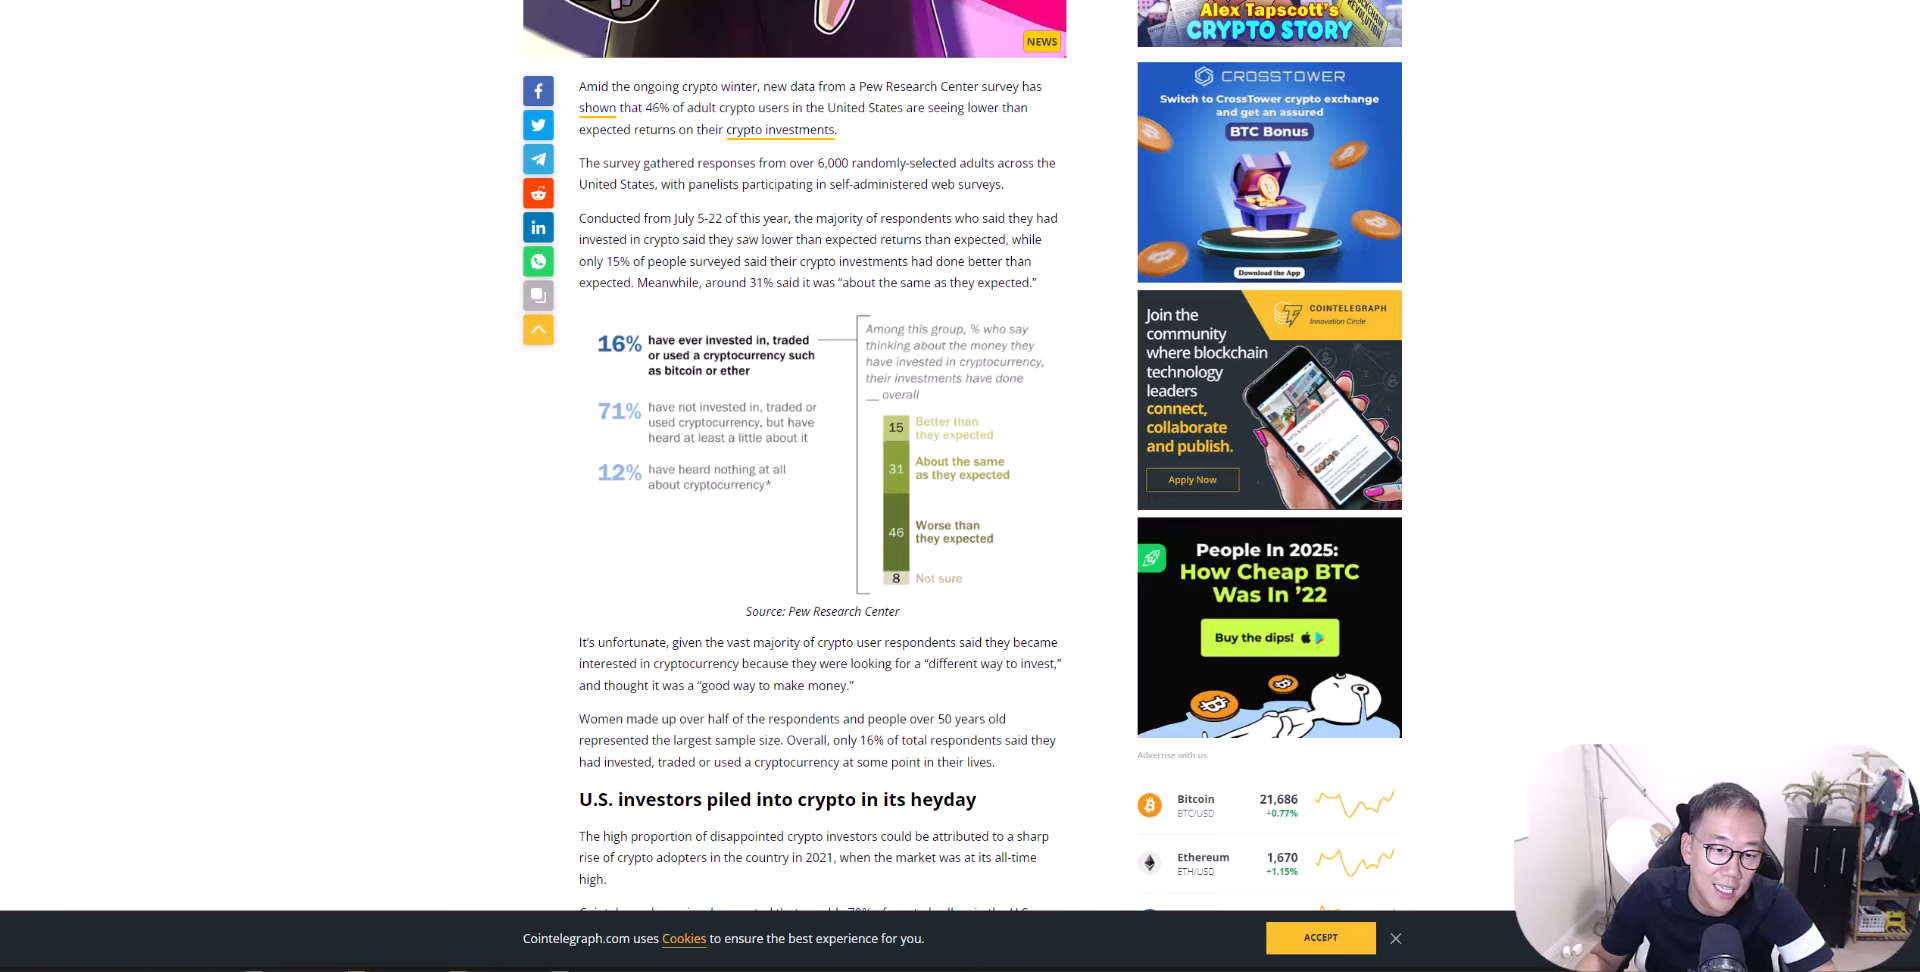 Alex Tapscott's
CRYPTO STORY
NEWS
Amid the ongoing crypto winter, new data from a Pew Research Center survey has
shown that 46% of adult crypto users in the United States are seeing lower than
expected returns on their crypto investments.
The survey gathered responses from over 6,000 randomly-selected adults across the
United States, with panelists participating in self-administered web surveys.
Conducted from July 5-22 of this year, the majority of respondents who said they had
invested in crypto said they saw lower than expected returns than expected, while
only 15% of people surveyed said their crypto investments had done better than
expected. Meanwhile, around 31% said it was “about the same as they expected.”
16% have ever invested in, traded
or used a cryptocurrency such
as bitcoin or ether
71% have not invested in, traded or
used cryptocurrency, but have
heard at least a little about it
12% have heard nothing at all
about cryptocurrency*
Among this group, % who say
thinking about the money they
have invested in cryptocurrency,
their investments have done
__ overall
15 Better than
they expected
31 About the same
as they expected
46 Worse than
they expected
8 Not sure
Source: Pew Research Center
It’s unfortunate, given the vast majority of crypto user respondents said they became
interested in cryptocurrency because they were looking for a “different way to invest,”
and thought it was a “good way to make money.”
Women made up over half of the respondents and people over 50 years old
represented the largest sample size. Overall, only 16% of total respondents said they
had invested, traded or used a cryptocurrency at some point in their lives.
U.S. investors piled into crypto in its heyday
The high proportion of disappointed crypto investors could be attributed to a sharp
rise of crypto adopters in the country in 2021, when the market was at its all-time
high.
CROSSTOWER
Switch to CrossTower crypto exchange
and get an assured
BTC Bonus
Download the App
COINTELEGRAPH
Innovation Circle
Join the
community
where blockchain
technology
leaders
connect,
collaborate
and publish.
Apply Now
People In 2025:
How Cheap BTC
Was In '22
Buy the dips!
Advertise with us
Bitcoin 21,686
BTC/USD +0.77%
Ethereum 1,670
ETH/USD +1.15%
Cointelegraph.com uses Cookies to ensure the best experience for you.
ACCEPT